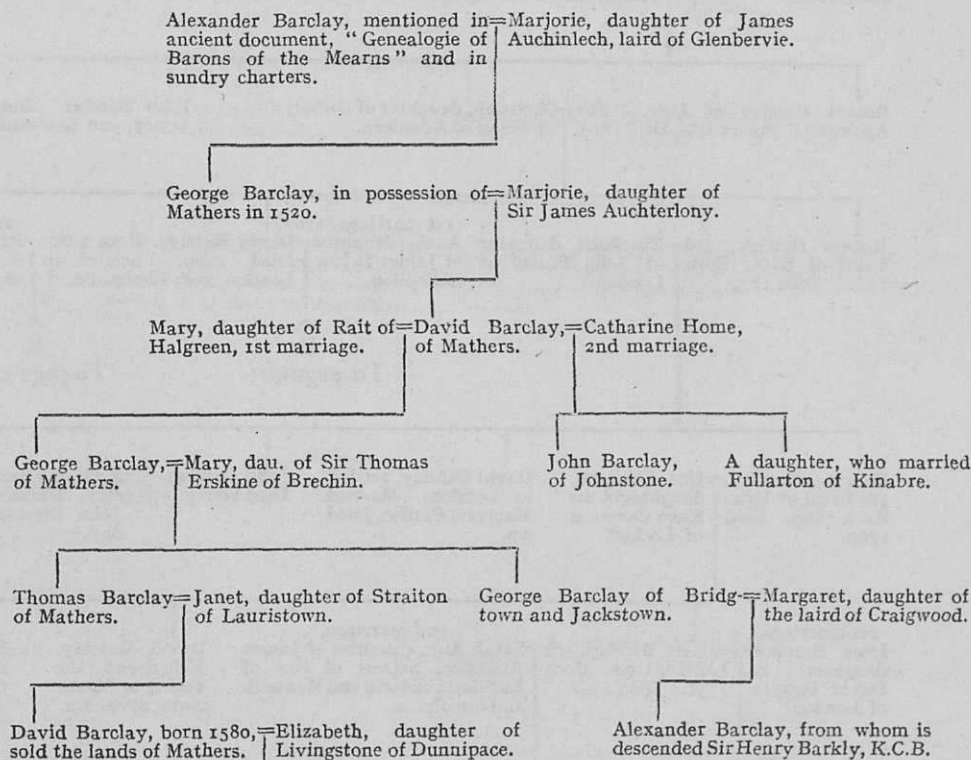 Alexander Barclay, mentioned in=Marjorie, daughter of James
ancient document, “ Genealogie of Auchinlech, laird of Glenbervie.
Barons of the Mearns ” and in
sundry charters.
George Barclay, in possession of=Marjorie, daughter of
Mathers in 1520. Sir James Auchterlony.
Mary, daughter of Rait of=David Barclay,=Catharine Home,
Halgreen, 1st marriage. of Mathers. 2nd marriage.
George Barclay,=Mary, dau. of Sir Thomas John Barclay, A daughter, who married
of Mathers. Erskine of Brechin. of Johnstone. Fullarton of Kinabre.
Thomas Barclay=Janet, daughter of Straiton George Barclay of Bridg-=Margaret, daughter of
of Mathers. of Lauristown. town and Jackstown. the laird of Craigwood.
David Barclay, born 1580,=Elizabeth, daughter of Alexander Barclay, from whom is
sold the lands of Mathers. Livingstone of Dunnipace. descended Sir Henry Barkly, K.C.B.